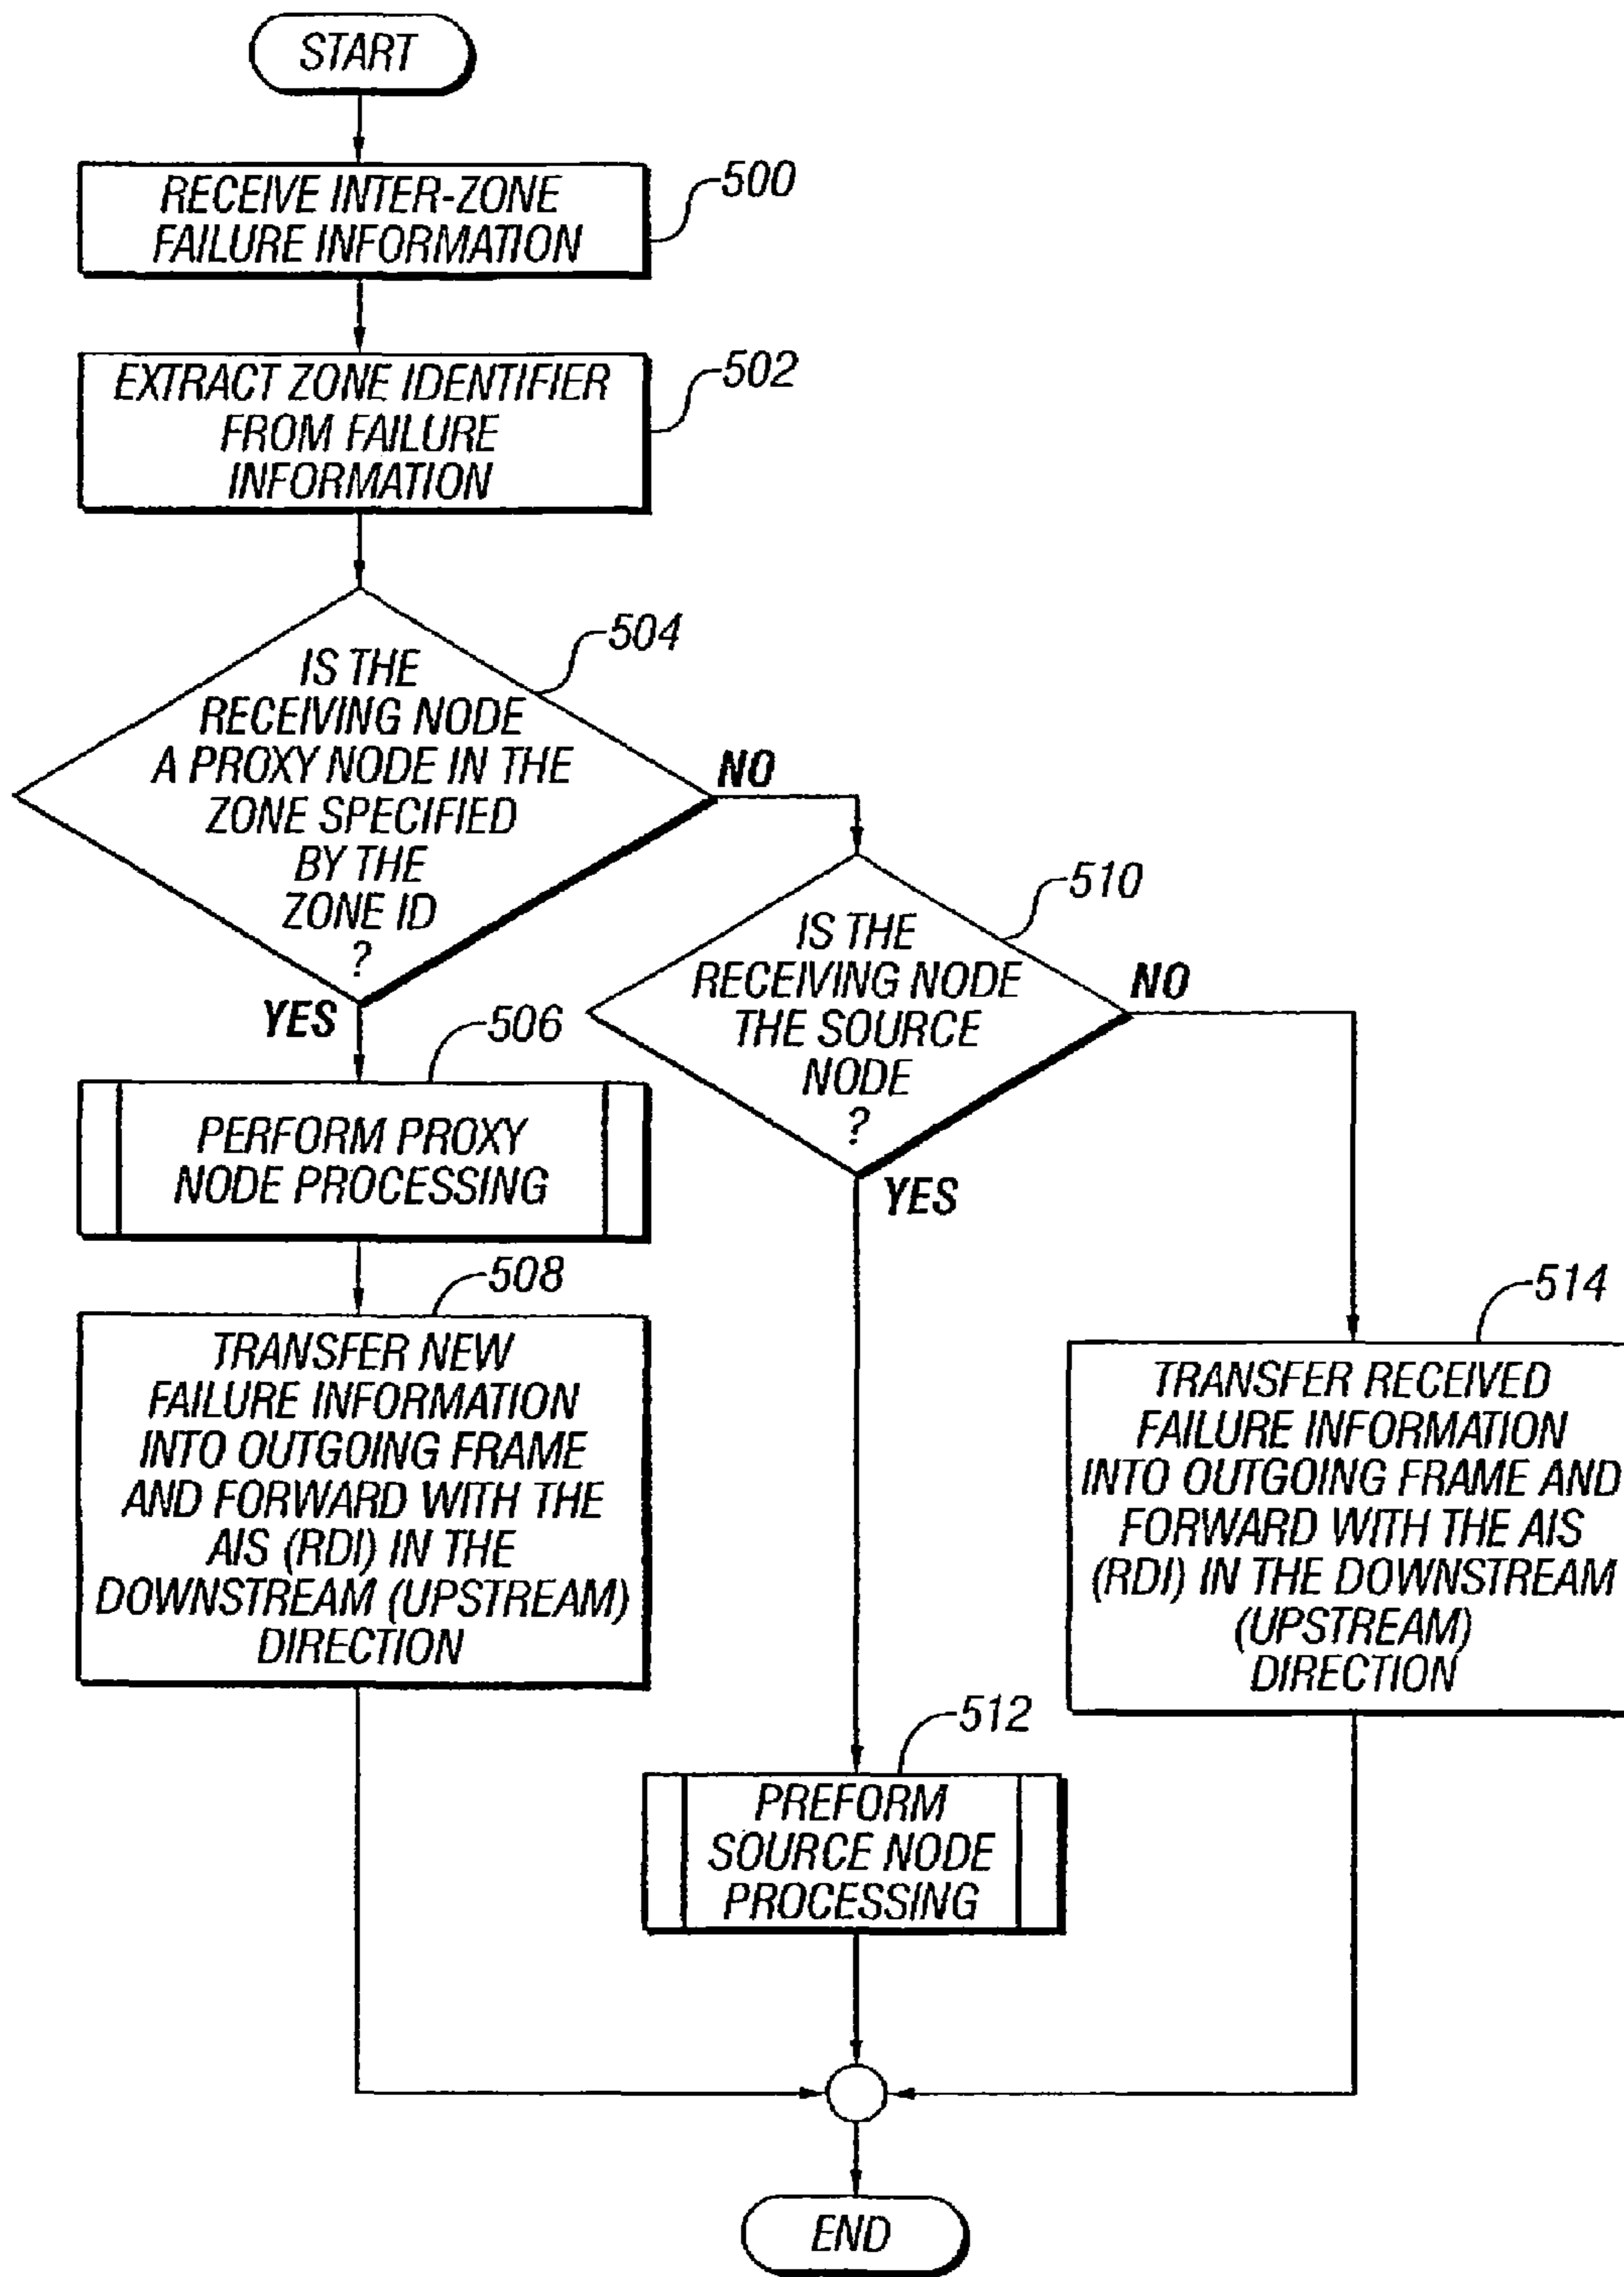 START
RECEIVE INTER-ZONE
FAILURE INFORMATION
500
EXTRACT ZONE IDENTIFIER
FROM FAILURE
INFORMATION
502
IS THE
RECEIVING NODE
A PROXY NODE IN THE
ZONE SPECIFIED
BY THE
ZONE ID
?
504
NO
YES
506
PERFORM PROXY
NODE PROCESSING
508
TRANSFER NEW
FAILURE INFORMATION
INTO OUTGOING FRAME
AND FORWARD WITH THE
AIS (RDI) IN THE
DOWNSTREAM (UPSTREAM)
DIRECTION
510
IS THE
RECEIVING NODE
THE SOURCE
NODE
?
NO
YES
512
PREFORM
SOURCE NODE
PROCESSING
514
TRANSFER RECEIVED
FAILURE INFORMATION
INTO OUTGOING FRAME AND
FORWARD WITH THE AIS
(RDI) IN THE DOWNSTREAM
(UPSTREAM)
DIRECTION
END